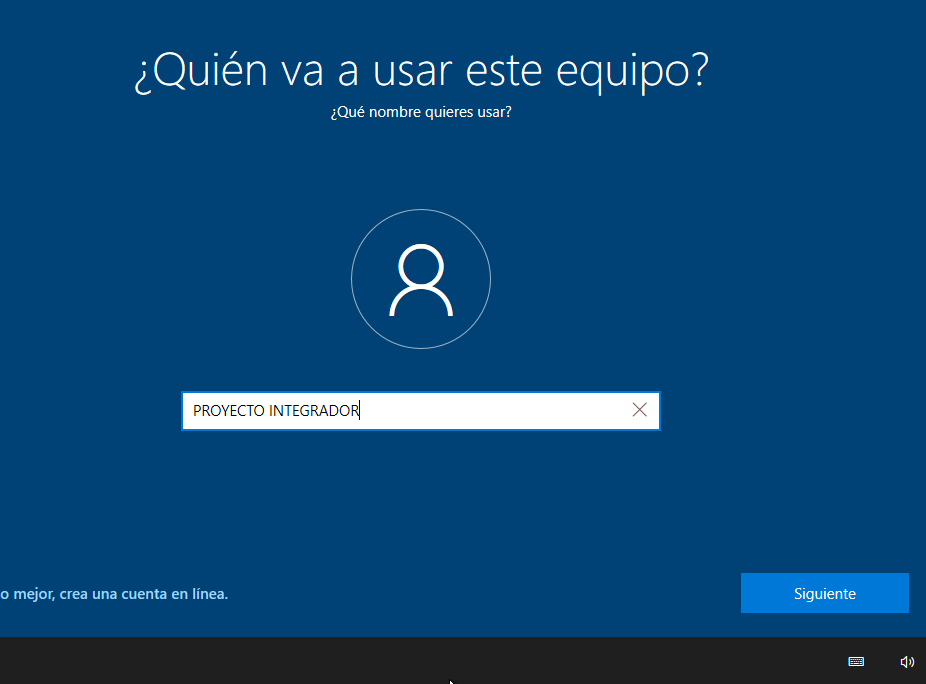 ¿Quién va a usar este equipo?
¿Qué nombre quieres usar?
PROYECTO INTEGRADOR
o mejor, crea una cuenta en línea.
Siguiente